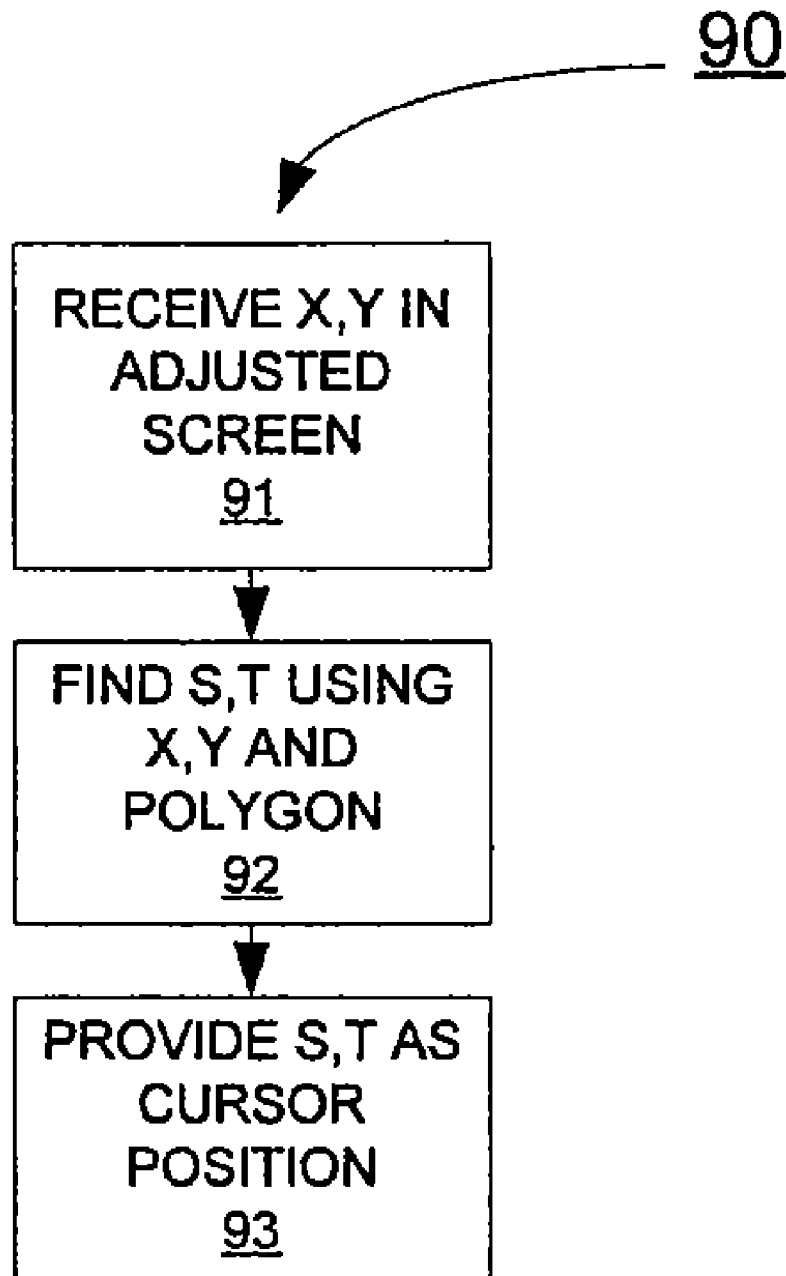 90
RECEIVE X,Y IN
ADJUSTED
SCREEN
91
FIND S,T USING
X,Y AND
POLYGON
92
PROVIDE S,T AS
CURSOR
POSITION
93